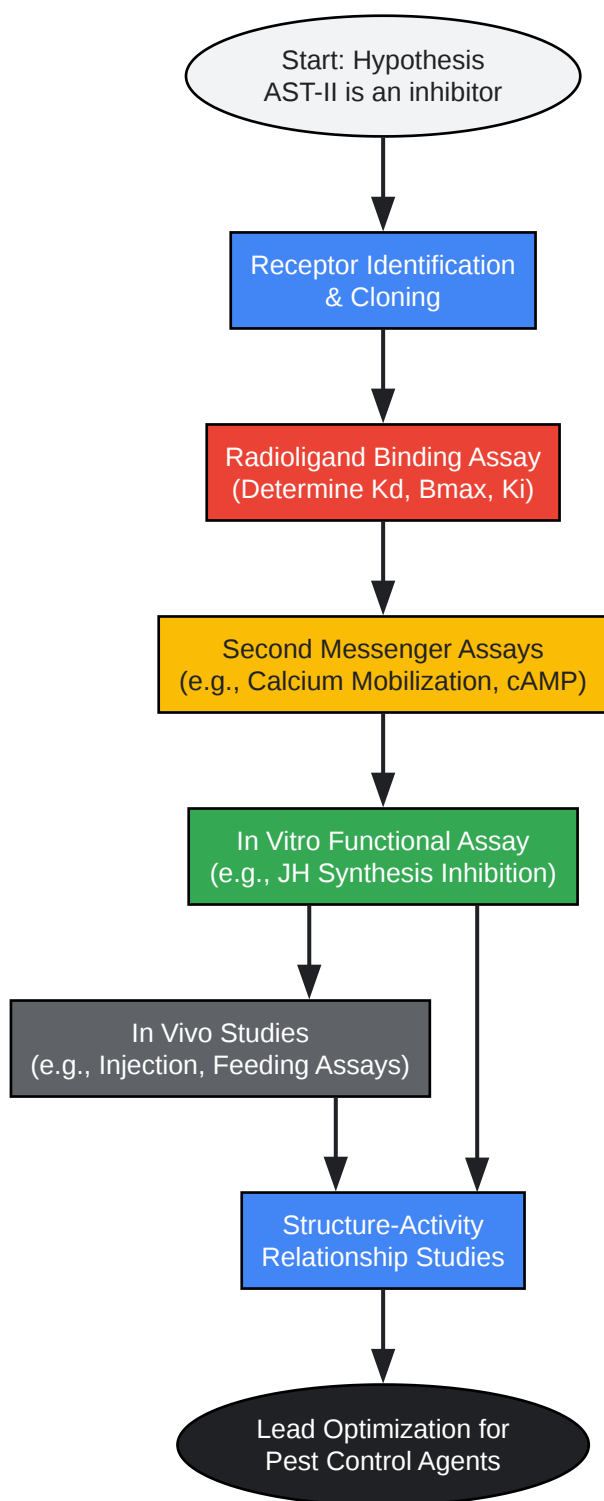 Start: Hypothesis
AST-II is an inhibitor
Receptor Identification
& Cloning
Radioligand Binding Assay
(Determine Kd, Bmax, Ki)
Second Messenger Assays
(e.g., Calcium Mobilization, cAMP)
In Vitro Functional Assay
(e.g., JH Synthesis Inhibition)
In Vivo Studies
(e.g., Injection, Feeding Assays)
Structure-Activity
Relationship Studies
Lead Optimization for
Pest Control Agents